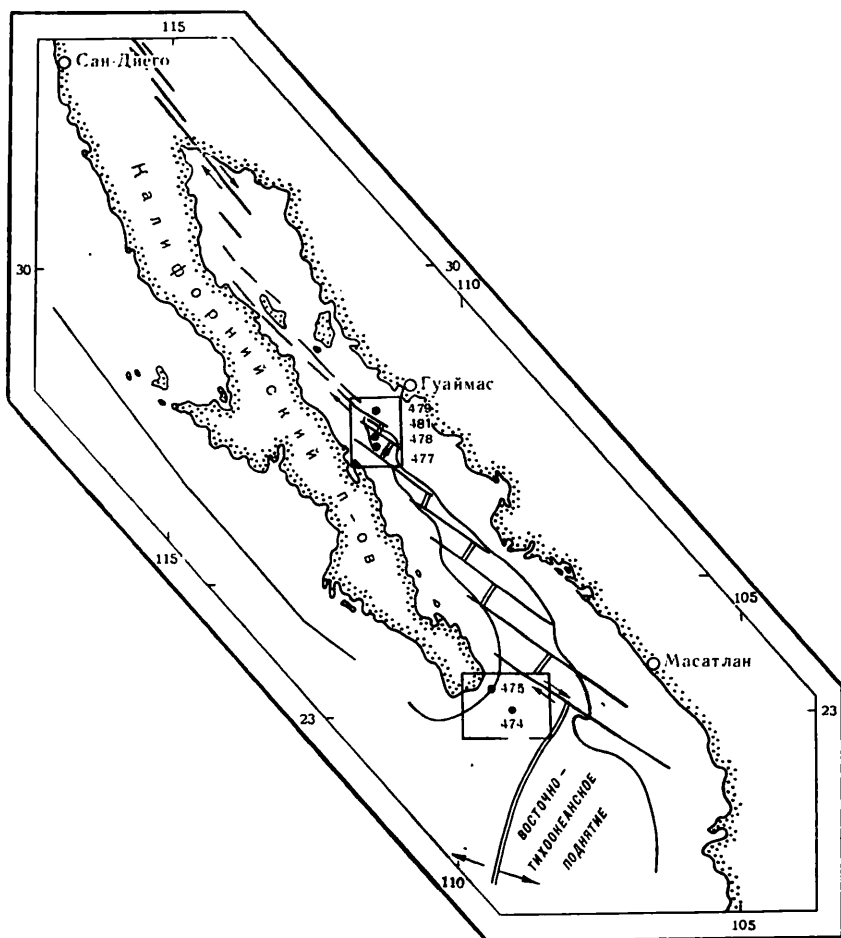 115
Сан-Диего
Калифорнийский п-ов
30
30
110
Гуаймас
479
481
478
477
115
105
Масатлан
475
474
23
23
ВОСТОЧНО –
ТИХООКЕАНСКОЕ
ПОДНЯТИЕ
110
105